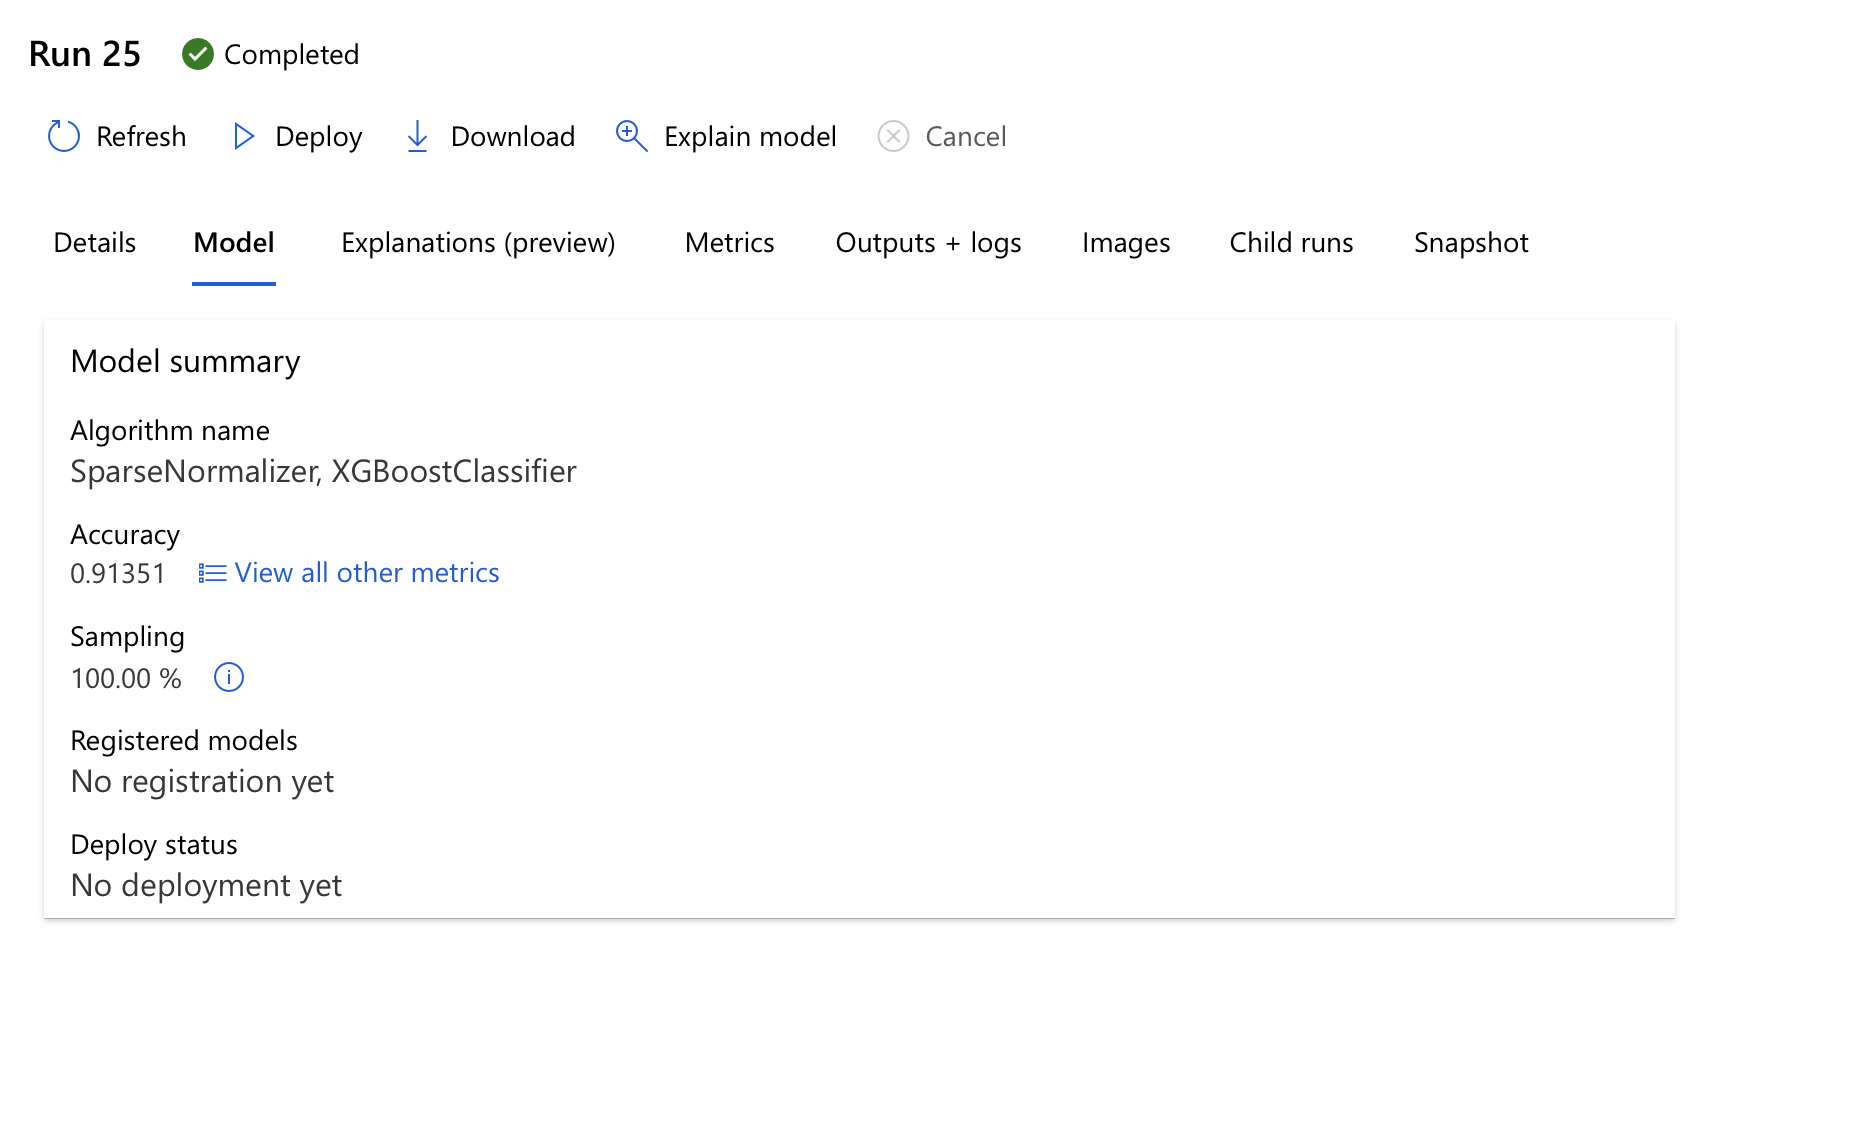 Run 25 Completed
Refresh Deploy Download Explain model Cancel
Details Model Explanations (preview) Metrics Outputs + logs Images Child runs Snapshot
Model summary
Algorithm name
SparseNormalizer, XGBoostClassifier
Accuracy
0.91351 View all other metrics
Sampling
100.00 %
Registered models
No registration yet
Deploy status
No deployment yet